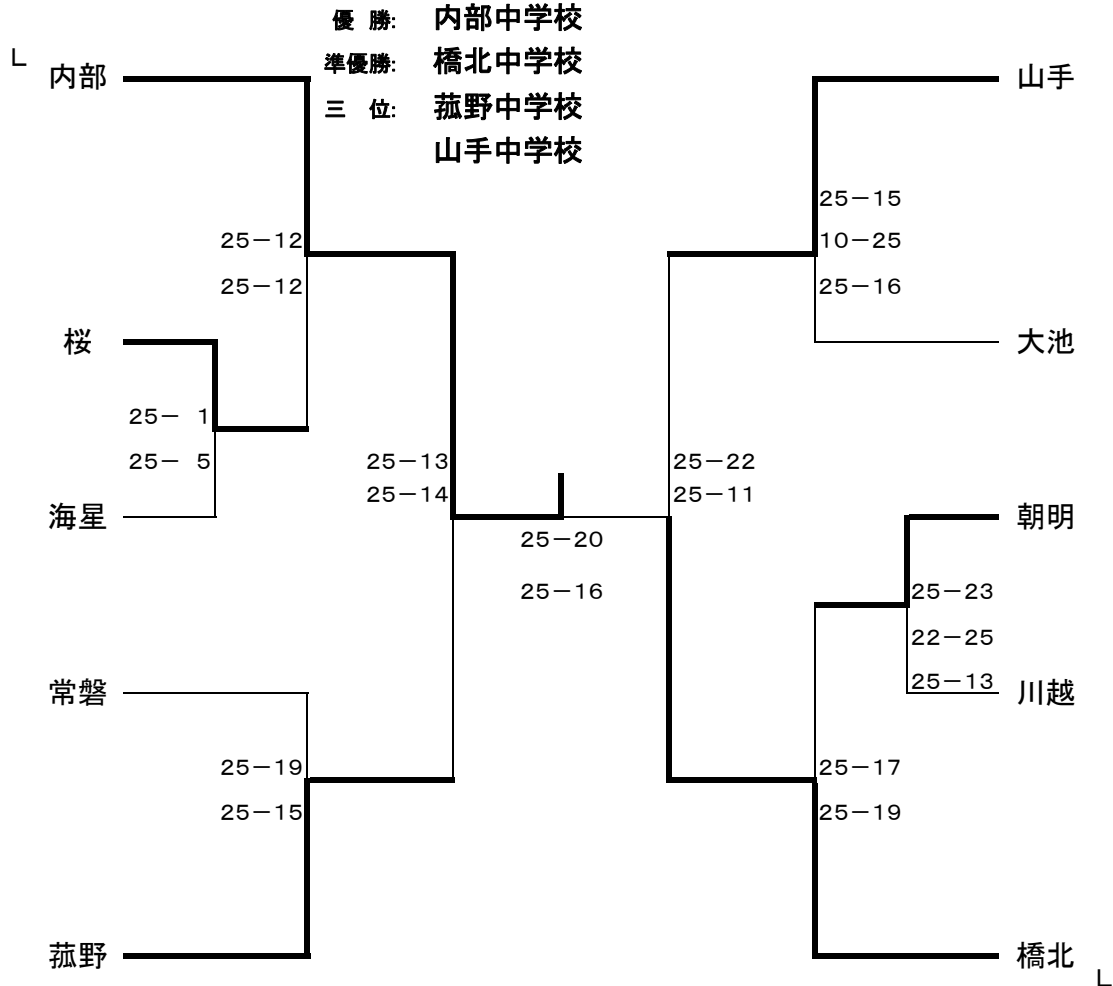 優 勝: 内部中学校
準優勝: 橋北中学校
三 位: 菰野中学校
山手中学校
L
内部
山手
25-15
25-12
10-25
25-12
25-16
桜
大池
25- 1
25- 5
25-13
25-14
25-22
25-11
海星
朝明
25-20
25-16
25-23
22-25
25-13
常磐
川越
25-19
25-15
25-17
25-19
菰野
橋北
L